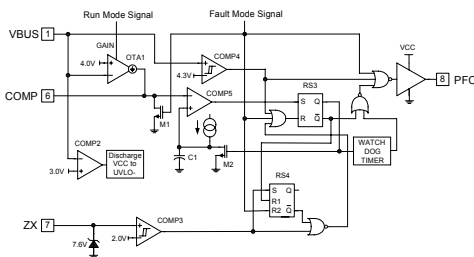 Run Mode Signal
Fault Mode Signal
VBUS 1
GAIN
OTA1
4.0V
COMP4
4.3V
VCC
8 PFC
COMP 6
COMP5
RS3
S Q
R Q
M1
C1
M2
WATCH
DOG
TIMER
COMP2
3.0V
Discharge
VCC to
UVLO-
RS4
S Q
R1
R2 Q
ZX 7
COMP3
7.6V
2.0V